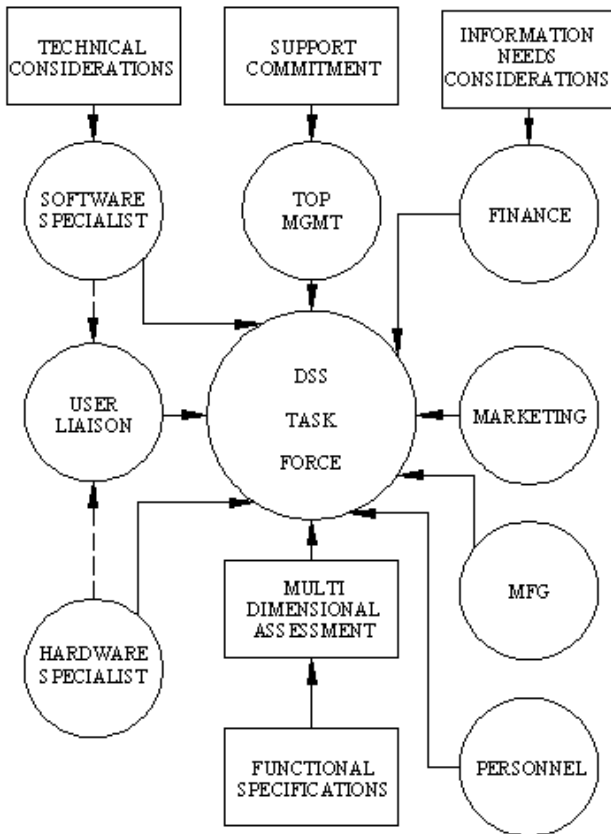 TECHNICAL
CONSIDERATIONS
SUPPORT
COMMITMENT
INFORMATION
NEEDS
CONSIDERATIONS
SOFTWARE
SPECIALIST
TOP
MGMT
FINANCE
DSS
TASK
FORCE
USER
LIAISON
MARKETING
MULTI
DIMENSIONAL
ASSESSMENT
MFG
HARDWARE
SPECIALIST
FUNCTIONAL
SPECIFICATIONS
PERSONNEL